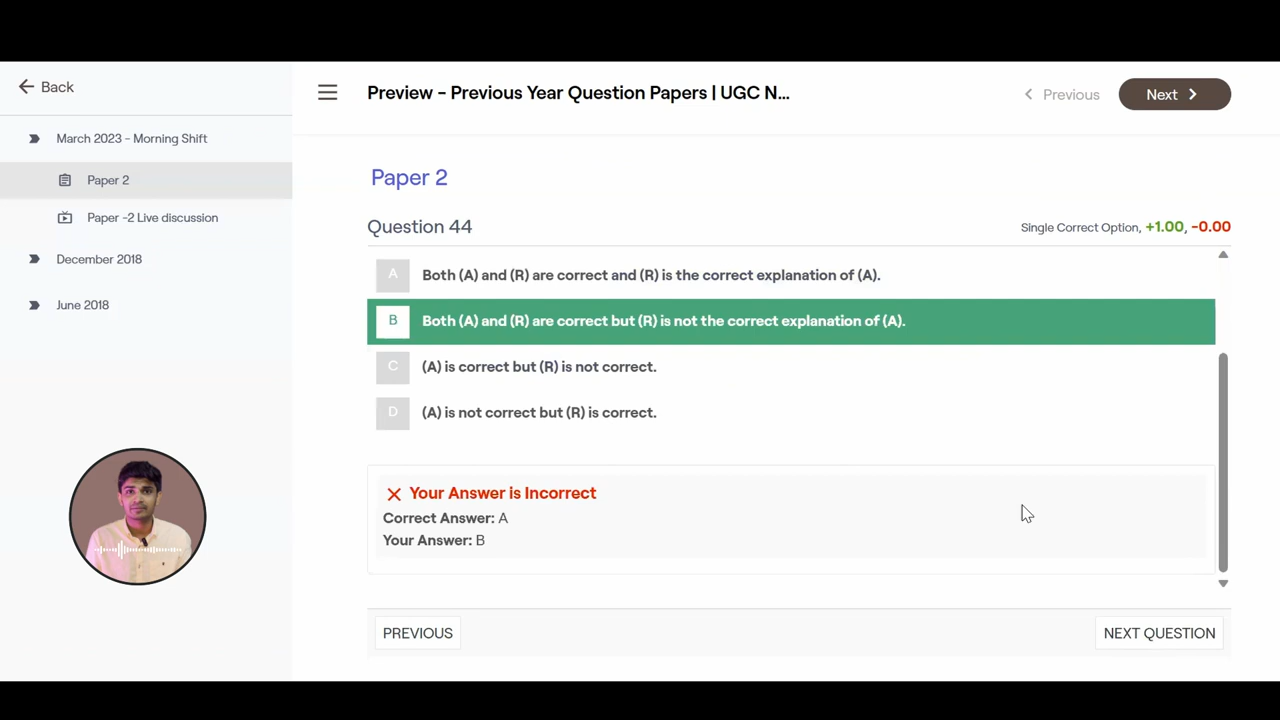 Back
March 2023 - Morning Shift
Paper 2
Paper -2 Live discussion
December 2018
June 2018
Preview - Previous Year Question Papers | UGC N...
Previous
Next
Paper 2
Question 44
Single Correct Option, +1.00, -0.00
A Both (A) and (R) are correct and (R) is the correct explanation of (A).
B Both (A) and (R) are correct but (R) is not the correct explanation of (A).
C (A) is correct but (R) is not correct.
D (A) is not correct but (R) is correct.
Your Answer is Incorrect
Correct Answer: A
Your Answer: B
PREVIOUS
NEXT QUESTION